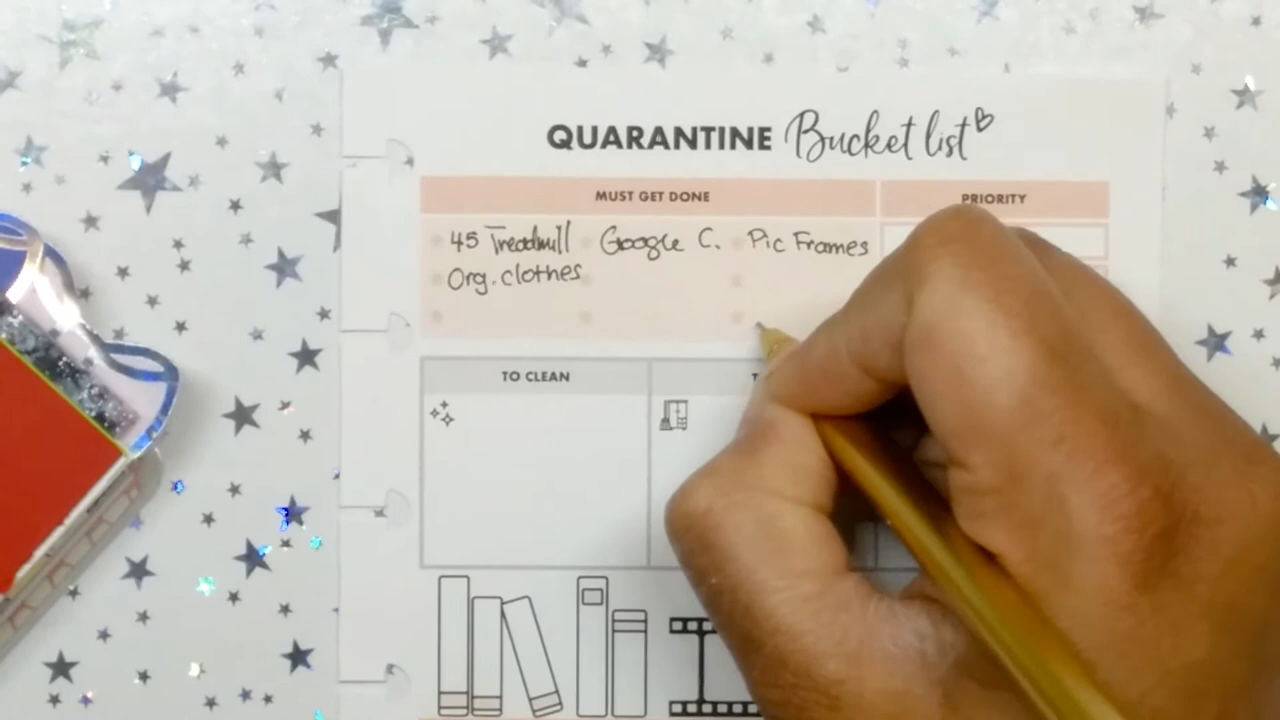 QUARANTINE Bucket list
MUST GET DONE
PRIORITY
45 Treadmill Google C. Pic Frames
Org. clothes
TO CLEAN